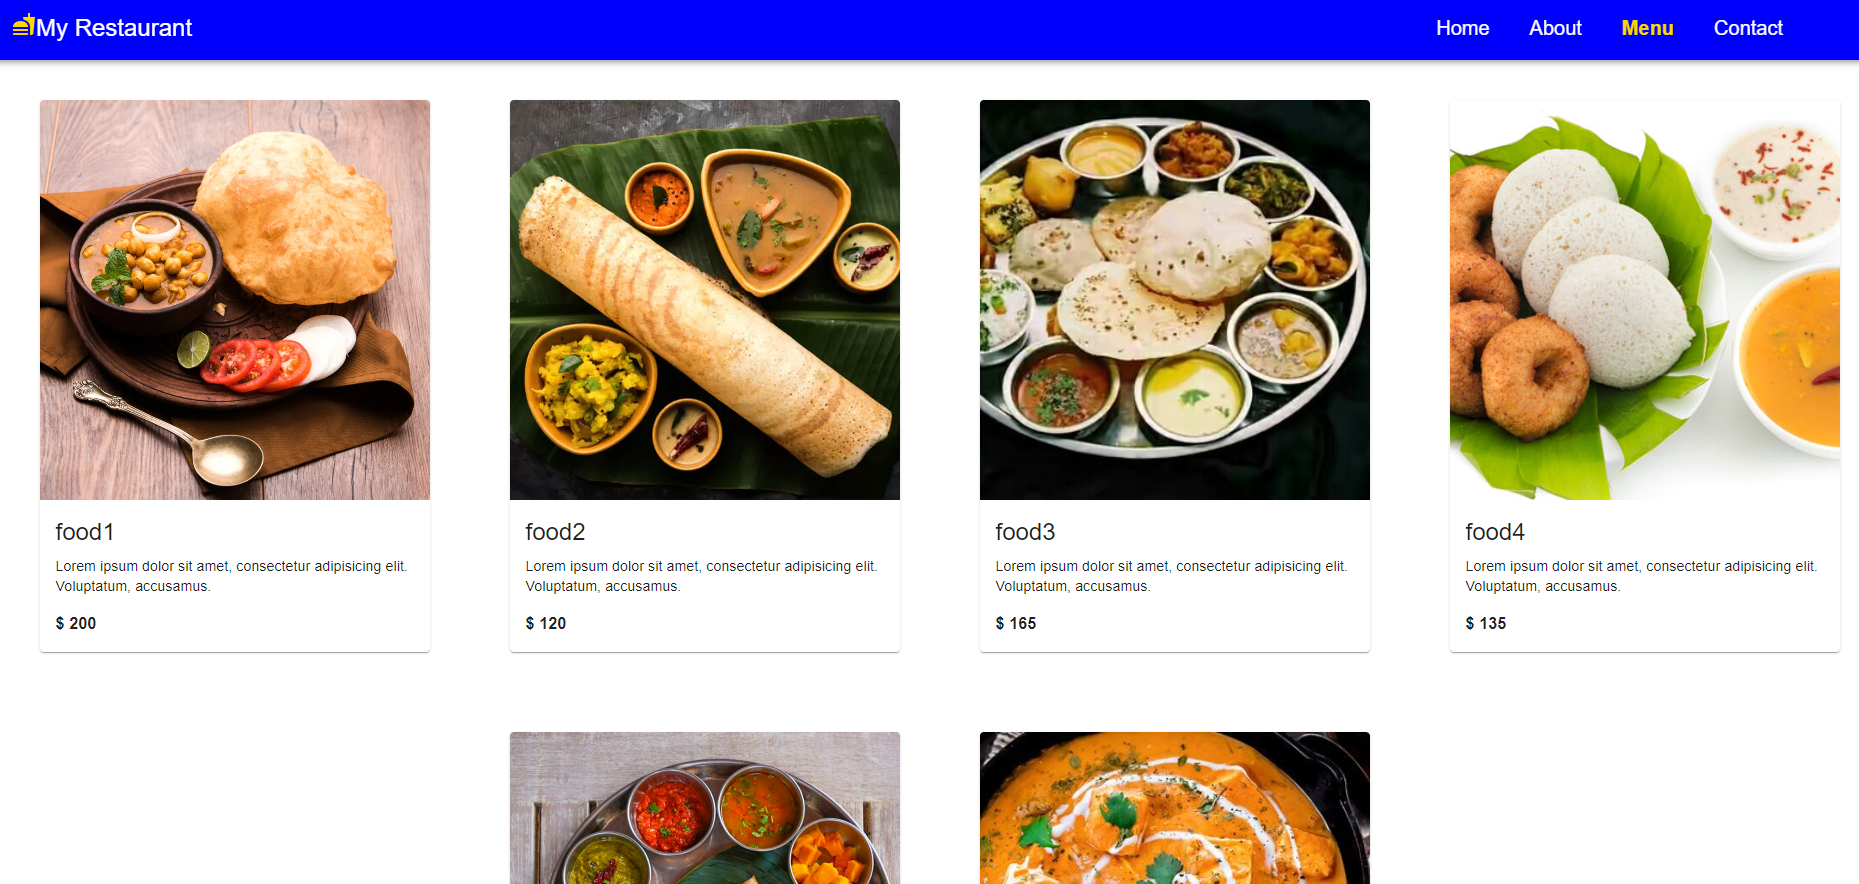 My Restaurant
Home
About
Menu
Contact
food1
Lorem ipsum dolor sit amet, consectetur adipisicing elit.
Voluptatum, accusamus.
$ 200
food2
Lorem ipsum dolor sit amet, consectetur adipisicing elit.
Voluptatum, accusamus.
$ 120
food3
Lorem ipsum dolor sit amet, consectetur adipisicing elit.
Voluptatum, accusamus.
$ 165
food4
Lorem ipsum dolor sit amet, consectetur adipisicing elit.
Voluptatum, accusamus.
$ 135